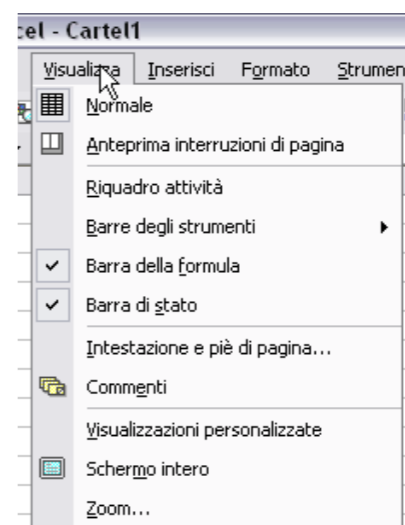 cel - Cartel1
Visualizza Inserisci Formato Strumen
Normale
Anteprima interruzioni di pagina
Riquadro attività
Barre degli strumenti
Barra della formula
Barra di stato
Intestazione e piè di pagina...
Commenti
Visualizzazioni personalizzate
Schermo intero
Zoom...